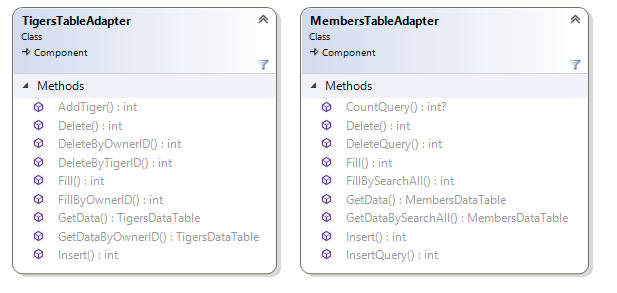 TigersTableAdapter
Class
Component
Methods
AddTiger() : int
Delete() : int
DeleteByOwnerID() : int
DeleteByTigerID() : int
Fill() : int
FillByOwnerID() : int
GetData() : TigersDataTable
GetDataByOwnerID() : TigersDataTable
Insert() : int
MembersTableAdapter
Class
Component
Methods
CountQuery() : int?
Delete() : int
DeleteQuery() : int
Fill() : int
FillBySearchAll() : int
GetData() : MembersDataTable
GetDataBySearchAll() : MembersDataTable
Insert() : int
InsertQuery() : int